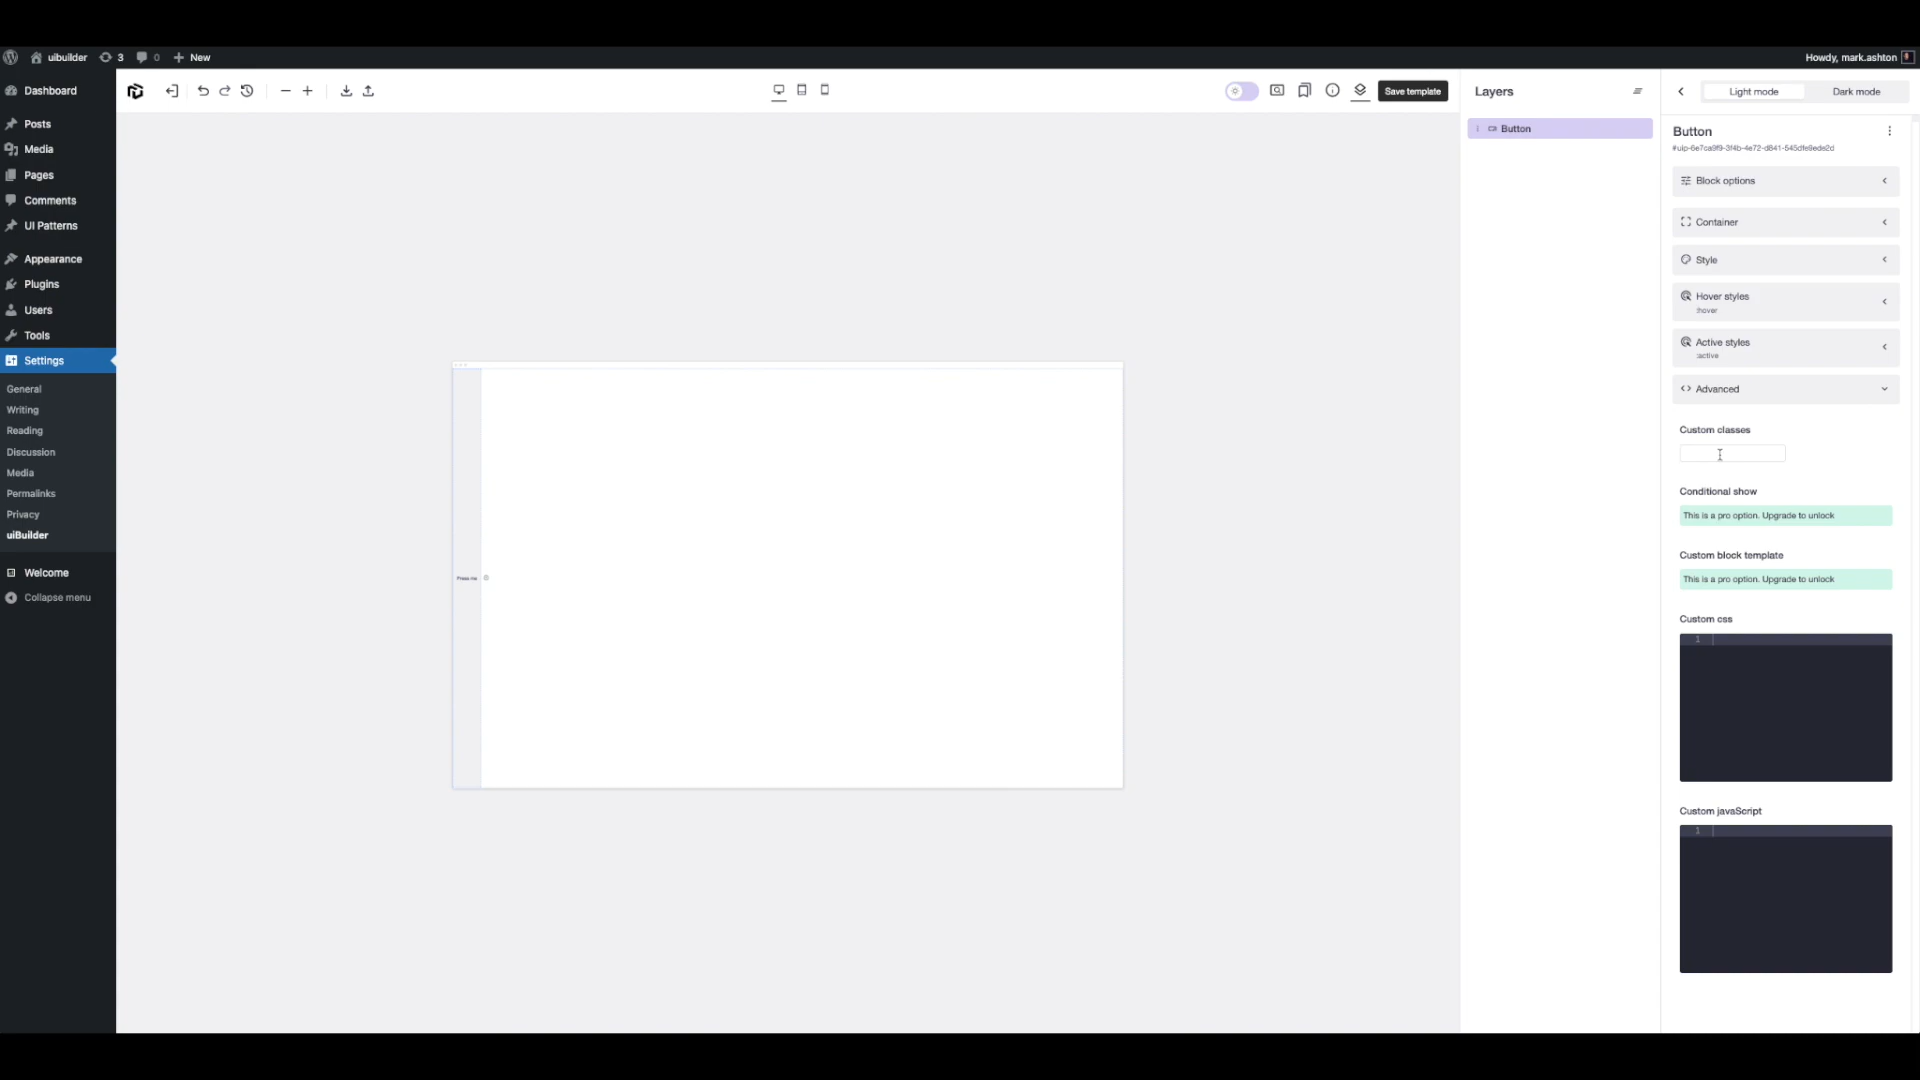 uibuilder
3
0
New
Howdy, mark.ashton
Dashboard
Posts
Media
Pages
Comments
UI Patterns
Appearance
Plugins
Users
Tools
Settings
General
Writing
Reading
Discussion
Media
Permalinks
Privacy
uiBuilder
Welcome
Collapse menu
Save template
Press me
Layers
Button
Light mode
Dark mode
Button
Block options
Container
Style
Hover styles
:hover
Active styles
:active
Advanced
Custom classes
Conditional show
This is a pro option. Upgrade to unlock
Custom block template
This is a pro option. Upgrade to unlock
Custom css
1
Custom javaScript
1